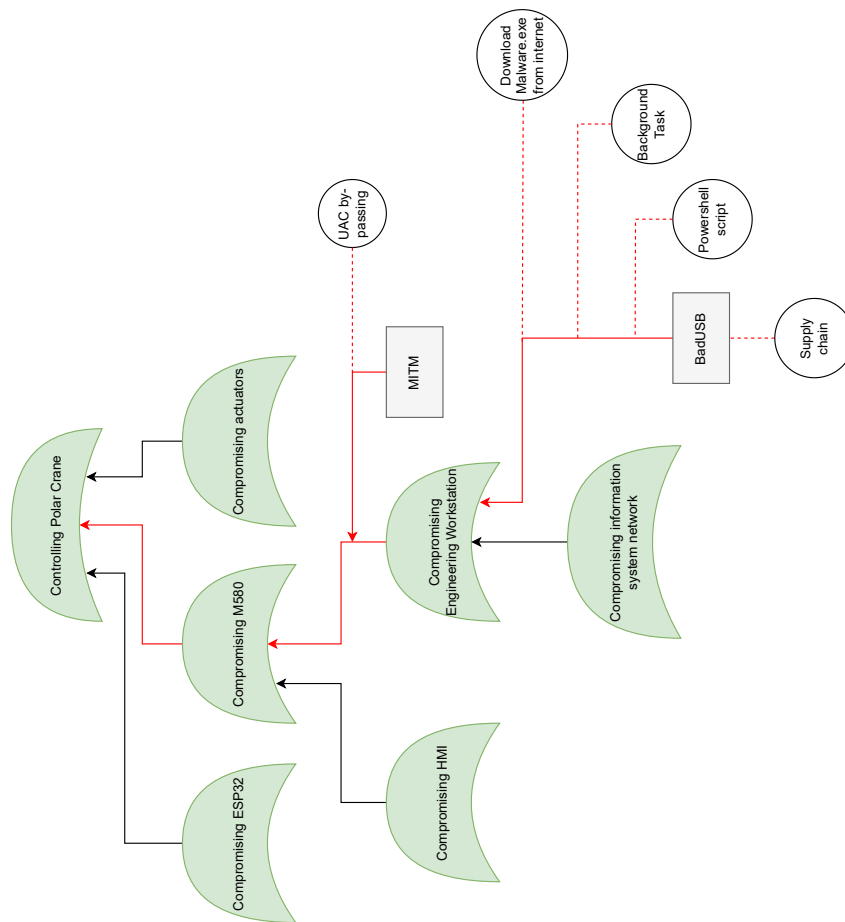 Controlling Polar Crane
Compromising ESP32
Compromising M580
Compromising actuators
UAC by-
passing
Compromising HMI
MITM
Compromising
Engineering Workstation
Download
Malware.exe
from internet
Compromising information
system network
Background
Task
Powershell
script
BadUSB
Supply
chain